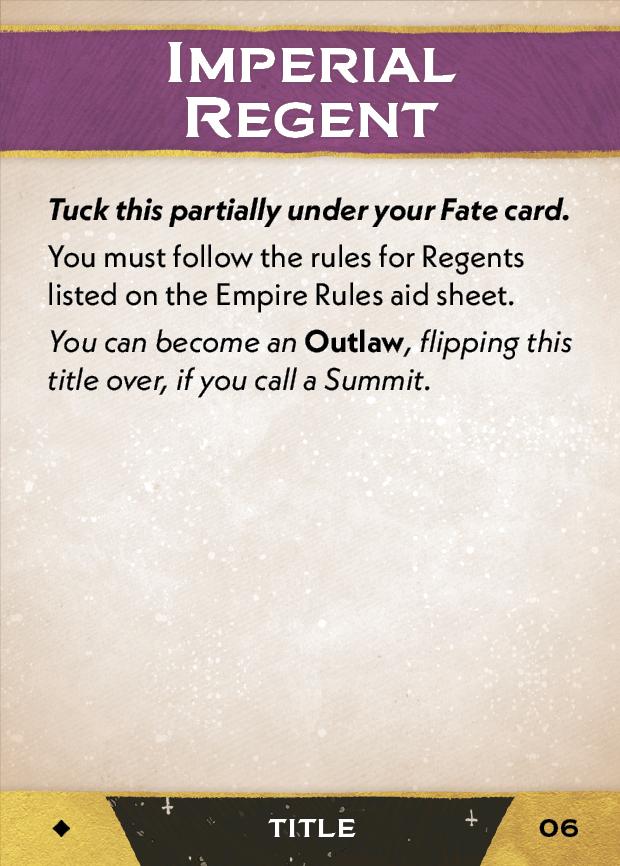 IMPERIAL
REGENT
Tuck this partially under your Fate card.
You must follow the rules for Regents
listed on the Empire Rules aid sheet.
You can become an Outlaw, flipping this
title over, if you call a Summit.
TITLE
06